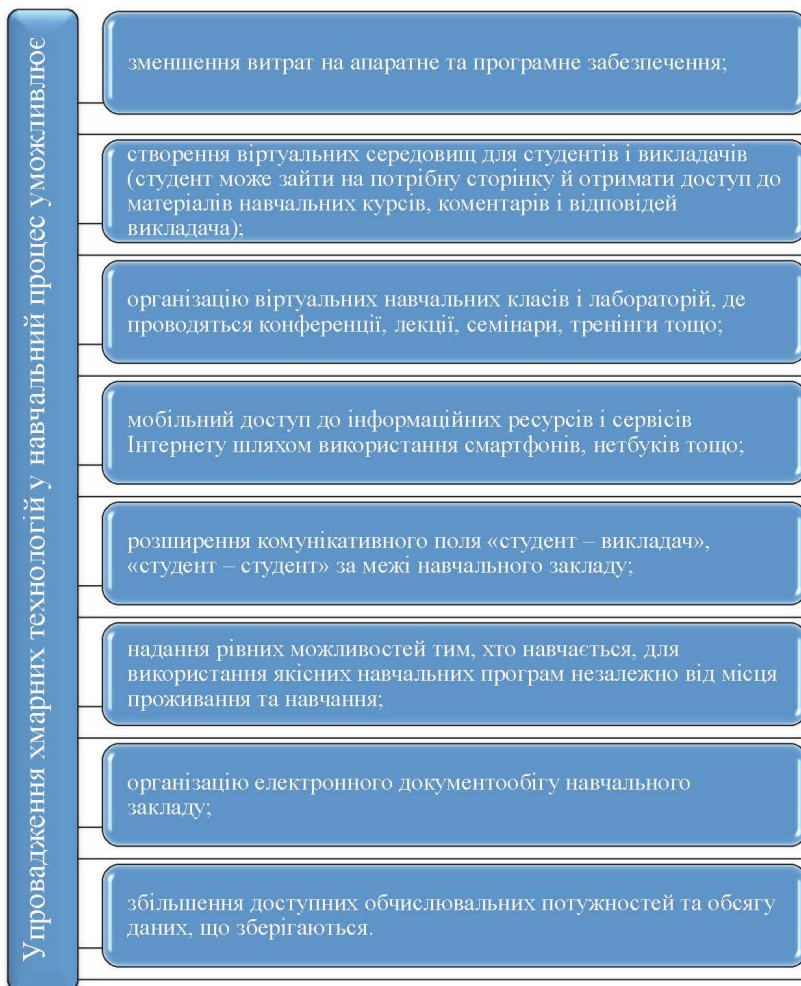 Упровадження хмарних технологій у навчальний процес уможливлює
зменшення витрат на апаратне та програмне забезпечення;
створення віртуальних середовищ для студентів і викладачів
(студент може зайти на потрібну сторінку й отримати доступ до
матеріалів навчальних курсів, коментарів і відповідей
викладача);
організацію віртуальних навчальних класів і лабораторій, де
проводяться конференції, лекції, семінари, тренінги тощо;
мобільний доступ до інформаційних ресурсів і сервісів
Інтернету шляхом використання смартфонів, нетбуків тощо;
розширення комунікативного поля «студент – викладач»,
«студент – студент» за межі навчального закладу;
надання рівних можливостей тим, хто навчається, для
використання якісних навчальних програм незалежно від місця
проживання та навчання;
організацію електронного документообігу навчального
закладу;
збільшення доступних обчислювальних потужностей та обсягу
даних, що зберігаються.